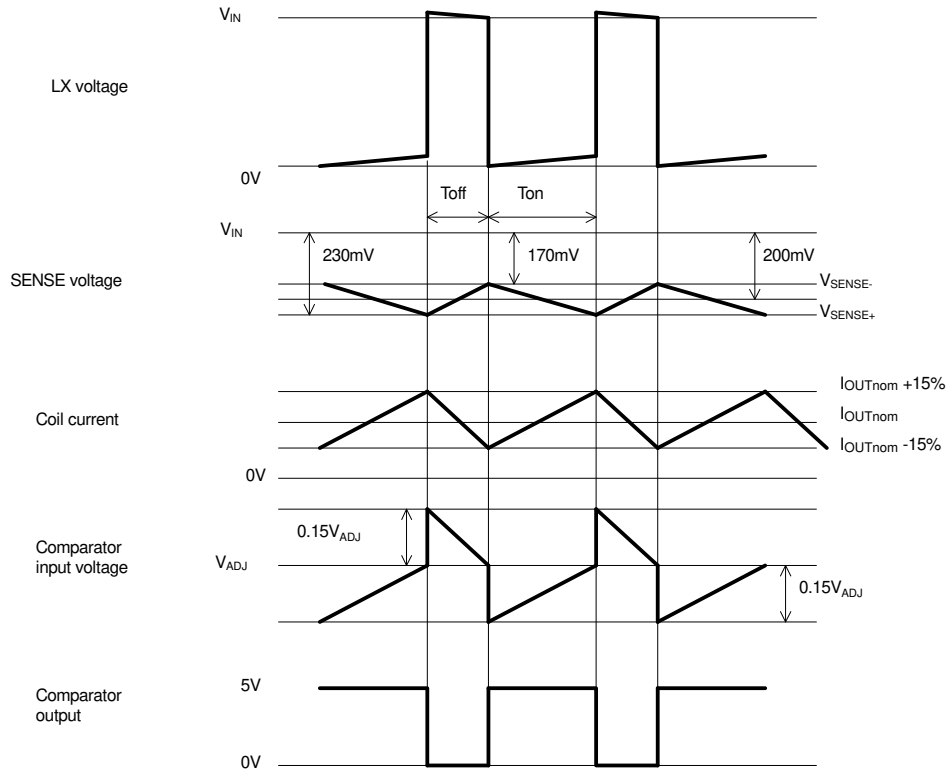 VIN
LX voltage
0V
Toff
Ton
VIN
230mV
170mV
200mV
SENSE voltage
VSENSE-
VSENSE+
IOUTnom +15%
Coil current
IOUTnom
IOUTnom -15%
0V
0.15VADJ
Comparator
input voltage
VADJ
0.15VADJ
5V
Comparator
output
0V